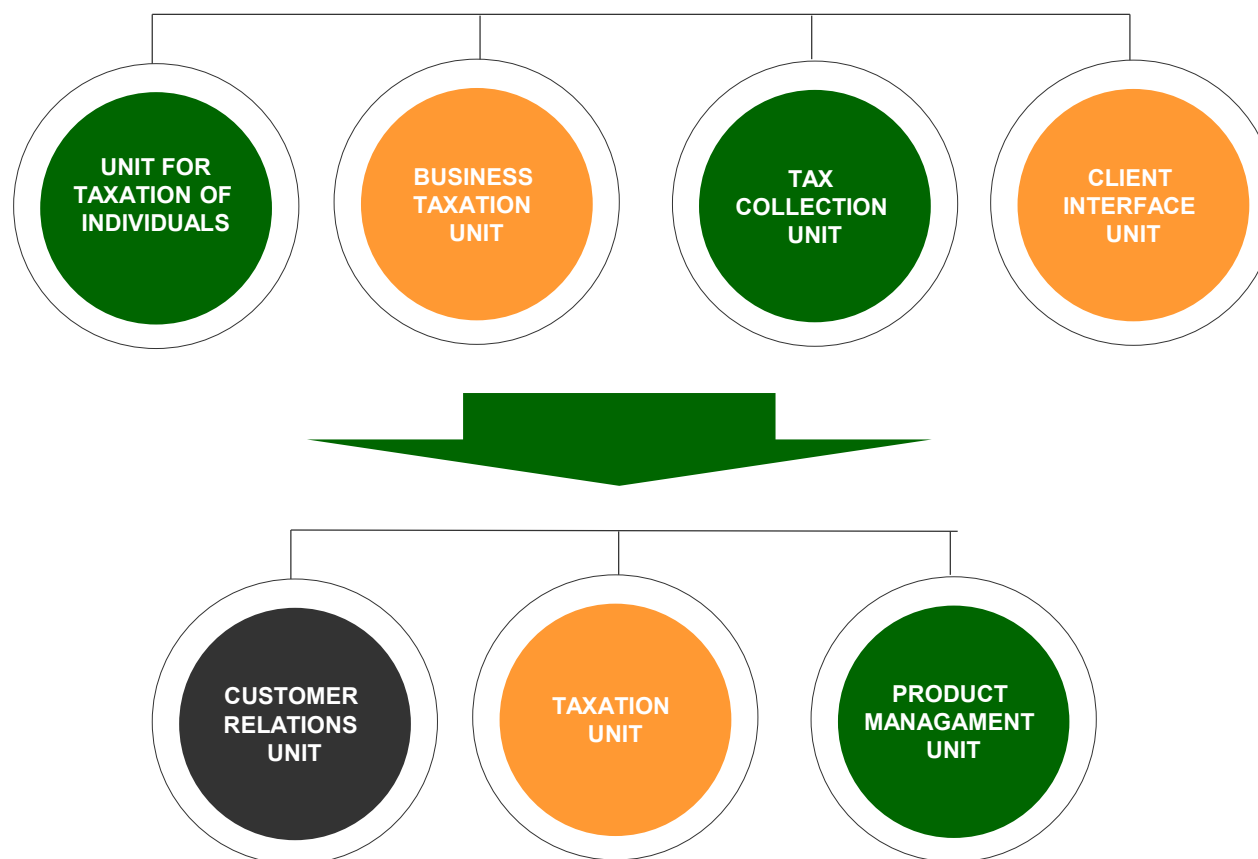 UNIT FOR
TAXATION OF
INDIVIDUALS
BUSINESS
TAXATION
UNIT
TAX
COLLECTION
UNIT
CLIENT
INTERFACE
UNIT
CUSTOMER
RELATIONS
UNIT
TAXATION
UNIT
PRODUCT
MANAGAMENT
UNIT